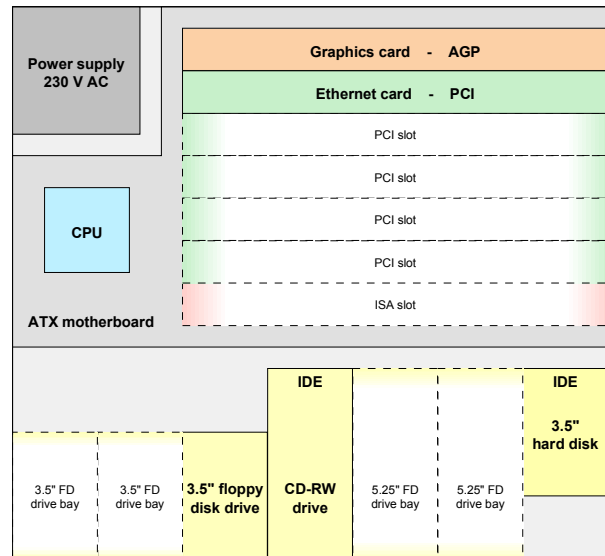 Power supply
230 V AC
Graphics card - AGP
Ethernet card - PCI
PCI slot
PCI slot
PCI slot
PCI slot
ISA slot
CPU
ATX motherboard
IDE
IDE
3.5"
hard disk
3.5" FD
drive bay
3.5" FD
drive bay
3.5" floppy
disk drive
CD-RW
drive
5.25" FD
drive bay
5.25" FD
drive bay